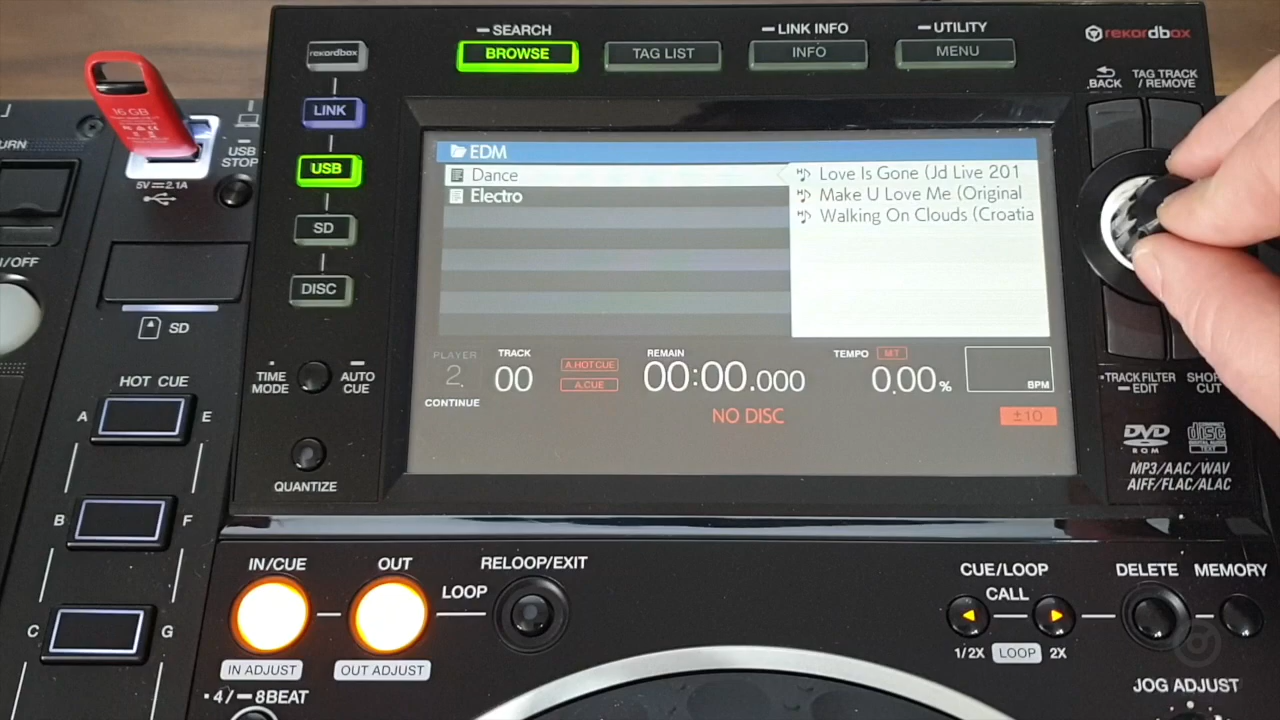 SEARCH
LINK INFO
UTILITY
rekordbox
BROWSE
TAG LIST
INFO
MENU
rekordbox
BACK
TAG TRACK
/ REMOVE
LINK
16 GB
USB
STOP
USB
5V 2.1A
EDM
Dance
Electro
Love Is Gone (Jd Live 201
Make U Love Me (Original
Walking On Clouds (Croatia
SD
DISC
SD
/OFF
HOT CUE
TIME
MODE
AUTO
CUE
PLAYER
2.
CONTINUE
TRACK
00
A.HOT CUE
A.CUE
REMAIN
00:00.000
TEMPO
MT
0.00%
BPM
NO DISC
±10
TRACK FILTER
EDIT
CUT
DVD
ROM
disc
TEXT
MP3/AAC/WAV
AIFF/FLAC/ALAC
A
E
QUANTIZE
B
F
C
G
IN/CUE
OUT
RELOOP/EXIT
LOOP
CUE/LOOP
CALL
DELETE
MEMORY
1/2X
LOOP
2X
IN ADJUST
OUT ADJUST
4/ 8BEAT
JOG ADJUST